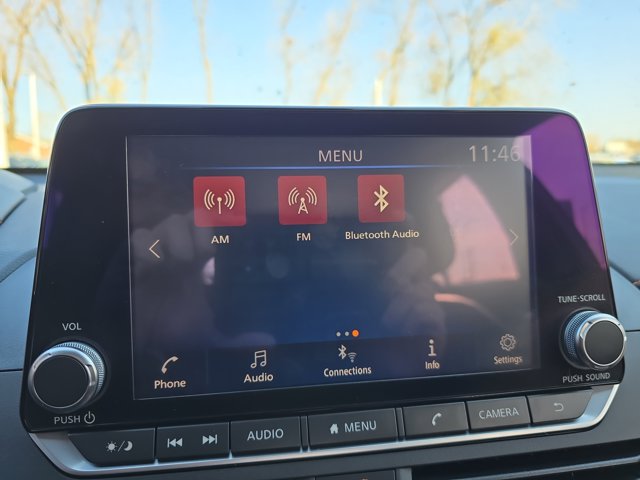 MENU 11:46
AM FM Bluetooth Audio
Phone Audio Connections Info Settings
VOL
PUSH
TUNE·SCROLL
PUSH SOUND
AUDIO MENU CAMERA